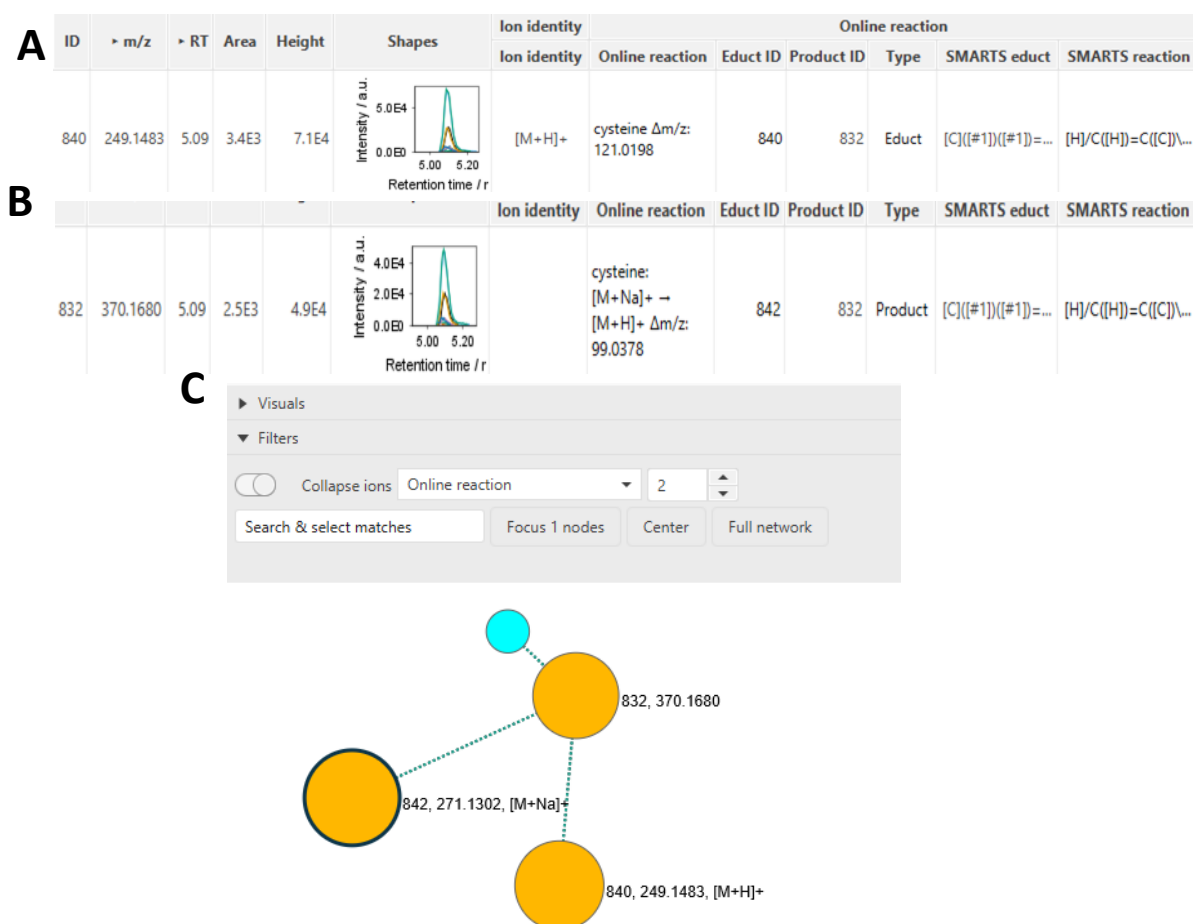 A
ID ▸ m/z ▸ RT Area Height Shapes Ion identity Online reaction
Ion identity Online reaction Educt ID Product ID Type SMARTS educt SMARTS reaction
840 249.1483 5.09 3.4E3 7.1E4 [M+H]+ cysteine Δm/z: 840 832 Educt [C]([#1])([#1])=... [H]/C([H])=C([C])\...
121.0198
Intensity / a.u.
5.0E4
0.0E0
5.00 5.20
Retention time / r
B
Ion identity Online reaction Educt ID Product ID Type SMARTS educt SMARTS reaction
832 370.1680 5.09 2.5E3 4.9E4 cysteine: 842 832 Product [C]([#1])([#1])=... [H]/C([H])=C([C])\...
[M+Na]+ →
[M+H]+ Δm/z:
99.0378
Intensity / a.u.
4.0E4
2.0E4
0.0E0
5.00 5.20
Retention time / r
C
Visuals
Filters
Collapse ions Online reaction 2
Search & select matches Focus 1 nodes Center Full network
832, 370.1680
842, 271.1302, [M+Na]+
840, 249.1483, [M+H]+